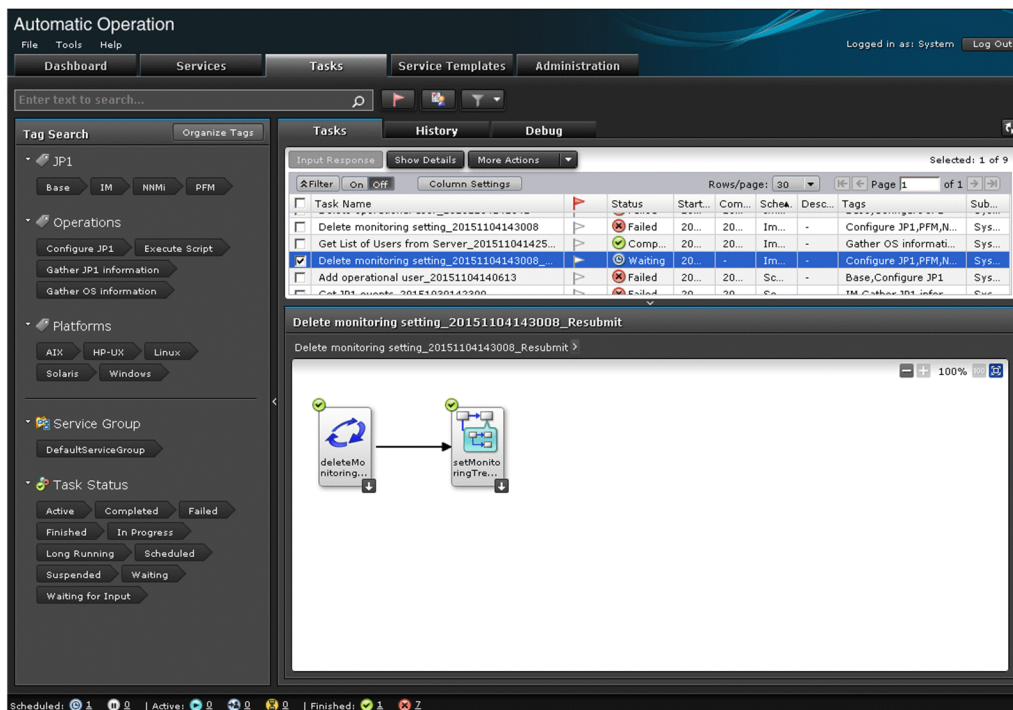 Automatic Operation
File Tools Help
Logged in as: System Log Out
Dashboard Services Tasks Service Templates Administration
Enter text to search...
Tag Search Organize Tags
JP1
Base IM NNMi PFM
Operations
Configure JP1 Execute Script
Gather JP1 information
Gather OS information
Platforms
AIX HP-UX Linux
Solaris Windows
Service Group
DefaultServiceGroup
Task Status
Active Completed Failed
Finished In Progress
Long Running Scheduled
Suspended Waiting
Waiting for Input
Tasks History Debug
Input Response Show Details More Actions Selected: 1 of 9
Filter On Off Column Settings Rows/page: 30 Page 1 of 1
Task Name Status Start... Com... Sche. Desc... Tags Sub...
Delete monitoring setting_20151104143008 Failed 20... 20... Im... - Configure JP1,PFM,N... Sys...
Get List of Users from Server_201511041425... Comp... 20... 20... Im... - Gather OS informati... Sys...
Delete monitoring setting_20151104143008_... Waiting 20... - Im... - Configure JP1,PFM,N... Sys...
Add operational user_20151104140613 Failed 20... 20... Sc... - Base,Configure JP1 Sys...
Delete monitoring setting_20151104143008_Resubmit
Delete monitoring setting_20151104143008_Resubmit >
100%
deleteMo
nitoring...
setMonito
ringTre...
Scheduled: 1 0 | Active: 0 0 0 | Finished: 1 7